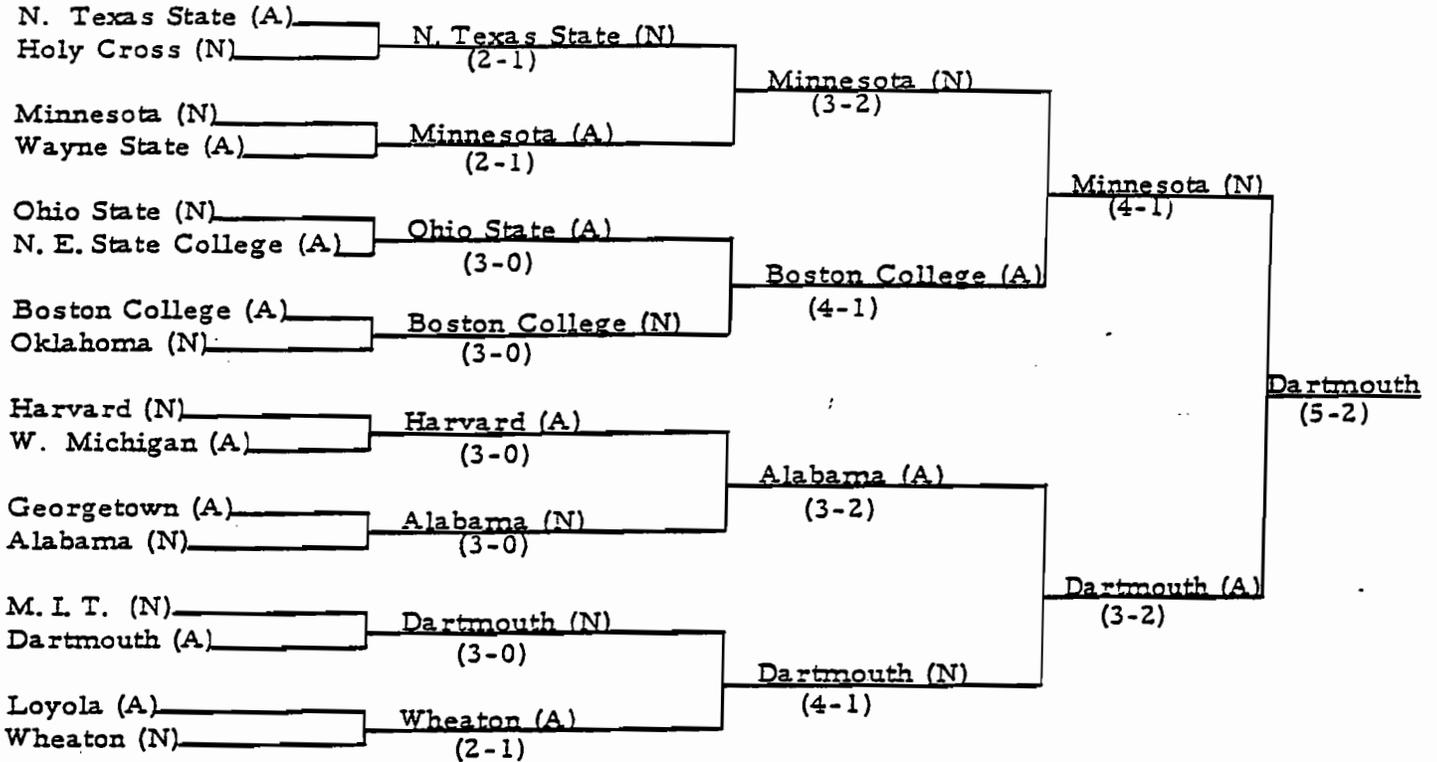 N. Texas State (A)
Holy Cross (N)
Minnesota (N)
Wayne State (A)
Ohio State (N)
N. E. State College (A)
Boston College (A)
Oklahoma (N)
Harvard (N)
W. Michigan (A)
Georgetown (A)
Alabama (N)
M. I. T. (N)
Dartmouth (A)
Loyola (A)
Wheaton (N)
N. Texas State (N)
(2-1)
Minnesota (A)
(2-1)
Ohio State (A)
(3-0)
Boston College (N)
(3-0)
Harvard (A)
(3-0)
Alabama (N)
(3-0)
Dartmouth (N)
(3-0)
Wheaton (A)
(2-1)
Minnesota (N)
(3-2)
Boston College (A)
(4-1)
Alabama (A)
(3-2)
Dartmouth (N)
(4-1)
Minnesota (N)
(4-1)
Dartmouth (A)
(3-2)
Dartmouth
(5-2)